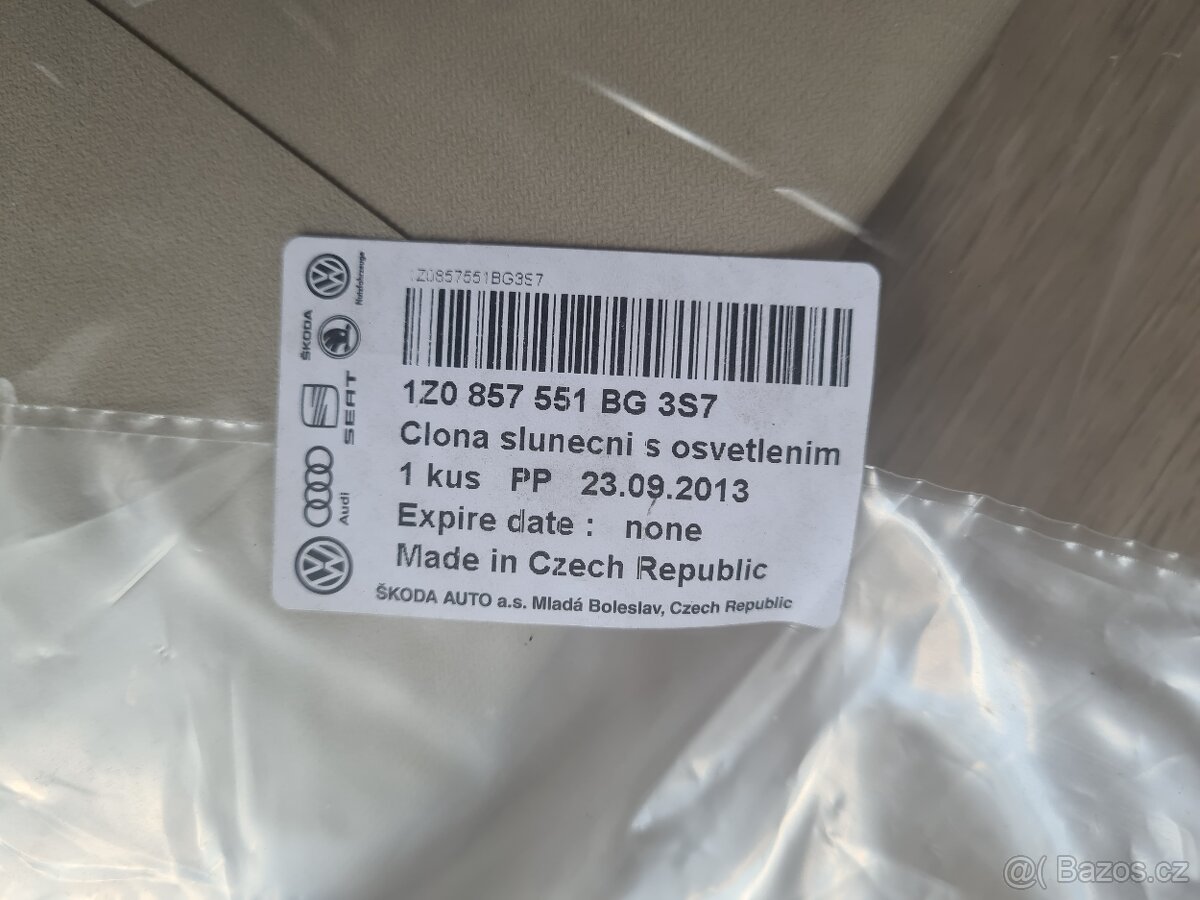 1Z0857551BG3S7
1Z0 857 551 BG 3S7
Clona slunecni s osvetlenim
1 kus PP 23.09.2013
Expire date : none
Made in Czech Republic
ŠKODA AUTO a.s. Mladá Boleslav, Czech Republic
Nutzfahrzeuge
ŠKODA
SEAT
Audi
@( Bazos.cz